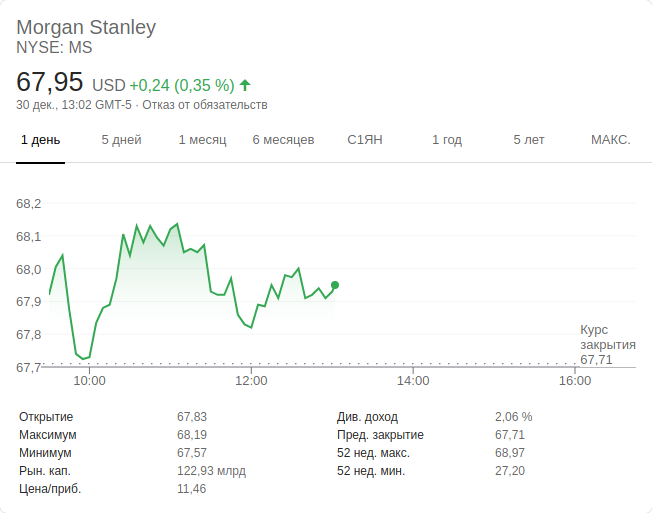 Morgan Stanley
NYSE: MS
67,95 USD +0,24 (0,35 %)
30 дек., 13:02 GMT-5 · Отказ от обязательств
1 день 5 дней 1 месяц 6 месяцев С1ЯН 1 год 5 лет МАКС.
68,2
68,1
68,0
67,9
67,8
67,7
Курс
закрытия
67,71
10:00 12:00 14:00 16:00
Открытие 67,83 Див. доход 2,06 %
Максимум 68,19 Пред. закрытие 67,71
Минимум 67,57 52 нед. макс. 68,97
Рын. кап. 122,93 млрд 52 нед. мин. 27,20
Цена/приб. 11,46